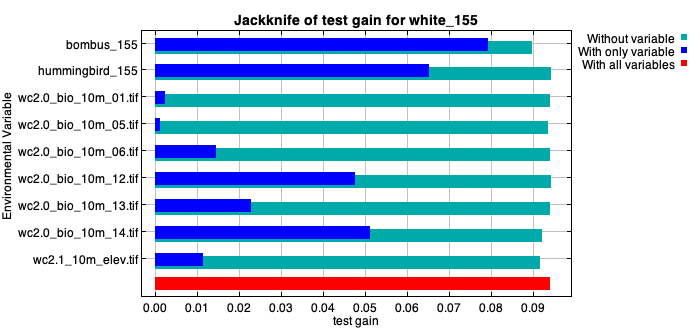 Jackknife of test gain for white_155
Without variable
With only variable
With all variables
Environmental Variable
bombus_155
hummingbird_155
wc2.0_bio_10m_01.tif
wc2.0_bio_10m_05.tif
wc2.0_bio_10m_06.tif
wc2.0_bio_10m_12.tif
wc2.0_bio_10m_13.tif
wc2.0_bio_10m_14.tif
wc2.1_10m_elev.tif
0.00 0.01 0.02 0.03 0.04 0.05 0.06 0.07 0.08 0.09
test gain